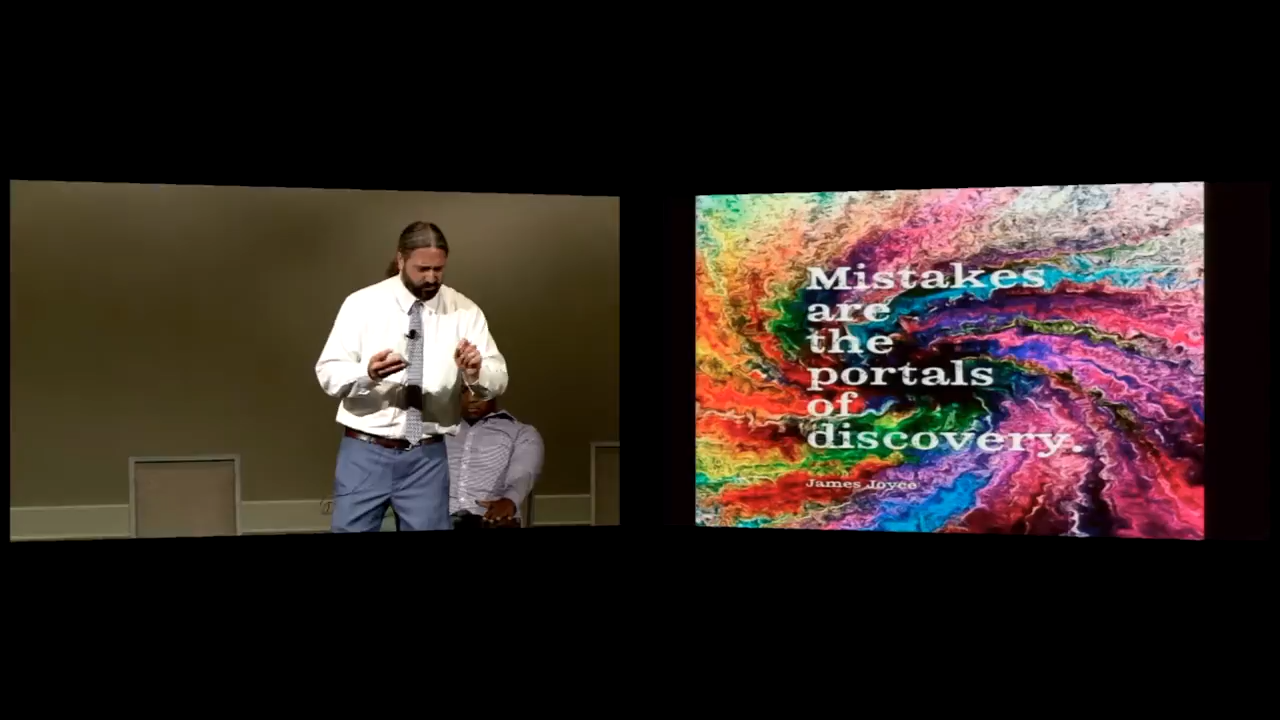 Mistakes
are
the
portals
of
discovery.
James Joyce